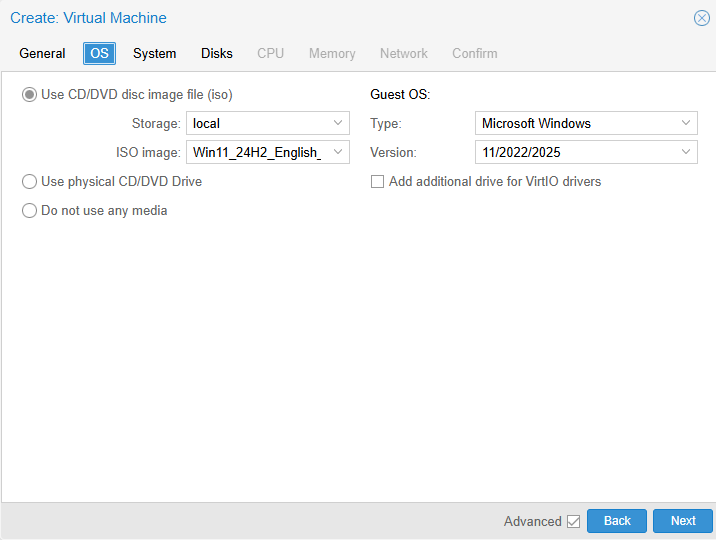 Create: Virtual Machine
General OS System Disks CPU Memory Network Confirm
Use CD/DVD disc image file (iso)
Storage: local
ISO image: Win11_24H2_English_
Use physical CD/DVD Drive
Do not use any media
Guest OS:
Type: Microsoft Windows
Version: 11/2022/2025
Add additional drive for VirtIO drivers
Advanced Back Next